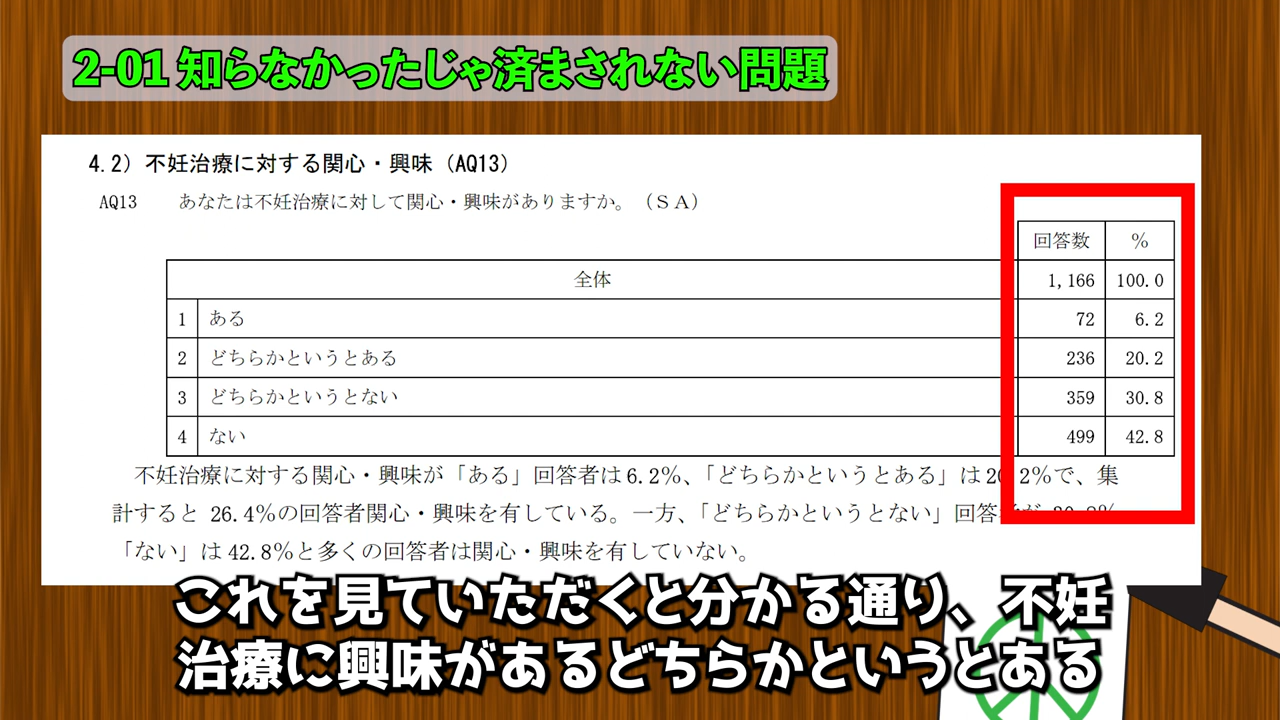 2-01 知らなかったじゃ済まされない問題
4.2）不妊治療に対する関心・興味（AQ13）
AQ13 あなたは不妊治療に対して関心・興味がありますか。（ＳＡ）
回答数 %
全体 1,166 100.0
1 ある 72 6.2
2 どちらかというとある 236 20.2
3 どちらかというとない 359 30.8
4 ない 499 42.8
不妊治療に対する関心・興味が「ある」回答者は6.2%、「どちらかというとある」は20.2%で、集
計すると 26.4%の回答者関心・興味を有している。一方、「どちらかというとない」回答者が 30.8%
「ない」は 42.8%と多くの回答者は関心・興味を有していない。
これを見ていただくと分かる通り、不妊
治療に興味があるどちらかというとある